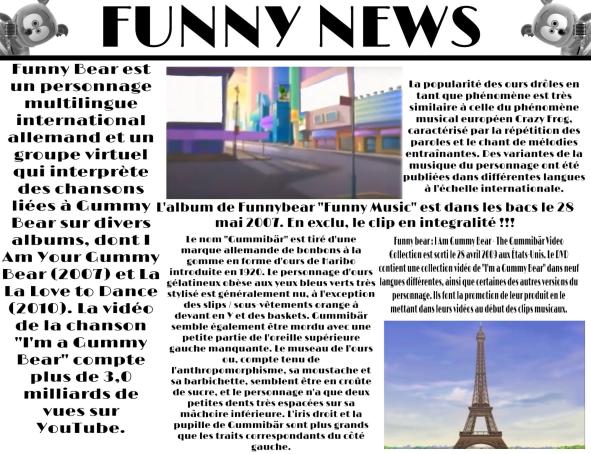 FUNNY NEWS
Funny Bear est
un personnage
multilingue
international
allemand et un
groupe virtuel
qui interprète
des chansons
liées à Gummy
Bear sur divers
albums, dont I
Am Your Gummy
Bear (2007) et La
La Love to Dance
(2010). La vidéo
de la chanson
"I'm a Gummy
Bear" compte
plus de 3,0
milliards de
vues sur
YouTube.
La popularité des ours drôles en
tant que phénomène est très
similaire à celle du phénomène
musical européen Crazy Frog,
caractérisé par la répétition des
paroles et le chant de mélodies
entraînantes. Des variantes de la
musique du personnage ont été
publiées dans différentes langues
à l'échelle internationale.
L'album de Funnybear "Funny Music" est dans les bacs le 28
mai 2007. En exclu, le clip en integralité !!!
Le nom "Gummibär" est tiré d'une
marque allemande de bonbons à la
gomme en forme d'ours de Haribo
introduite en 1920. Le personnage d'ours
gélatineux obèse aux yeux bleus verts très
stylisé est généralement nu, à l'exception
des slips / sous-vêtements orange à
devant en Y et des baskets. Gummibär
semble également être mordu avec une
petite partie de l'oreille supérieure
gauche manquante. Le museau de l'ours
ou, compte tenu de
l'anthropomorphisme, sa moustache et
sa barbichette, semblent être en croûte
de sucre, et le personnage n'a que deux
petites dents très espacées sur sa
mâchoire inférieure. L'iris droit et la
pupille de Gummibär sont plus grands
que les traits correspondants du côté
gauche.
Funny bear : I Am Gummy Bear - The Gummibär Video
Collection est sorti le 28 avril 2009 aux États-Unis. Le DVD
contient une collection vidéo de "I'm a Gummy Bear" dans neuf
langues différentes, ainsi que certaines des autres versions du
personnage. Ils font la promotion de leur produit en le
mettant dans leurs vidéos au début des clips musicaux.